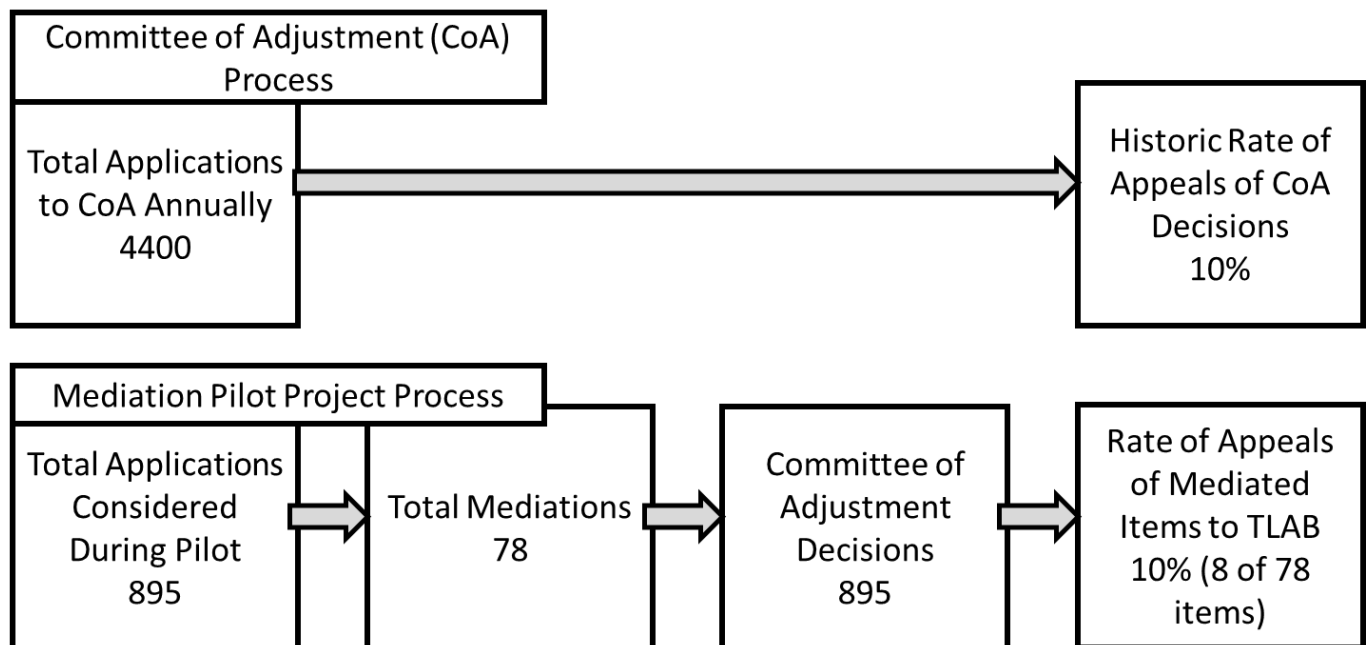 Committee of Adjustment (CoA)
Process
Total Applications
to CoA Annually
4400
Historic Rate of
Appeals of CoA
Decisions
10%
Mediation Pilot Project Process
Total Applications
Considered
During Pilot
895
Total Mediations
78
Committee of
Adjustment
Decisions
895
Rate of Appeals
of Mediated
Items to TLAB
10% (8 of 78
items)